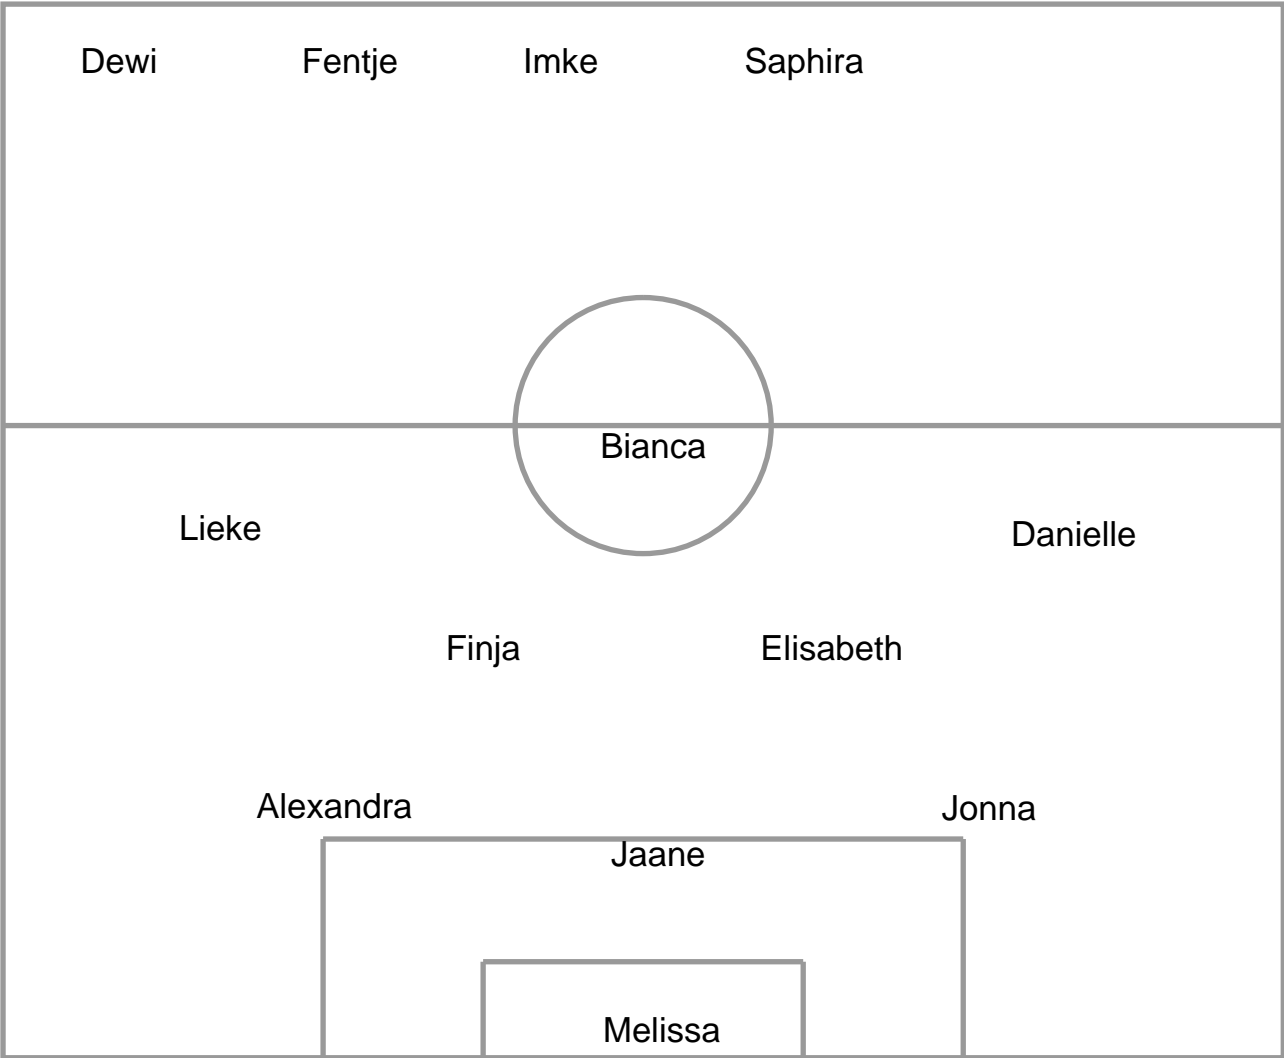 Dewi Fentje Imke Saphira
Bianca
Lieke Danielle
Finja Elisabeth
Alexandra Jonna
Jaane
Melissa